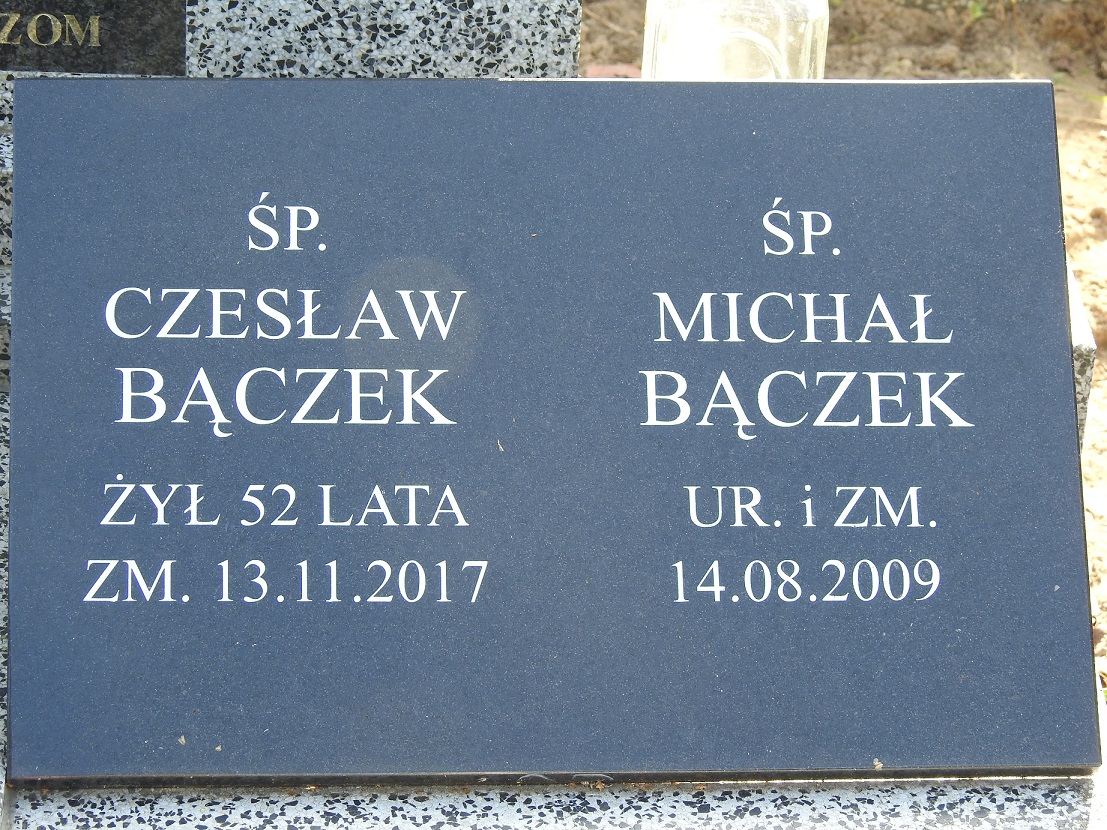 ZOM
ŚP.
CZESŁAW
BĄCZEK
ŻYŁ 52 LATA
ZM. 13.11.2017
ŚP.
MICHAŁ
BĄCZEK
UR. i ZM.
14.08.2009